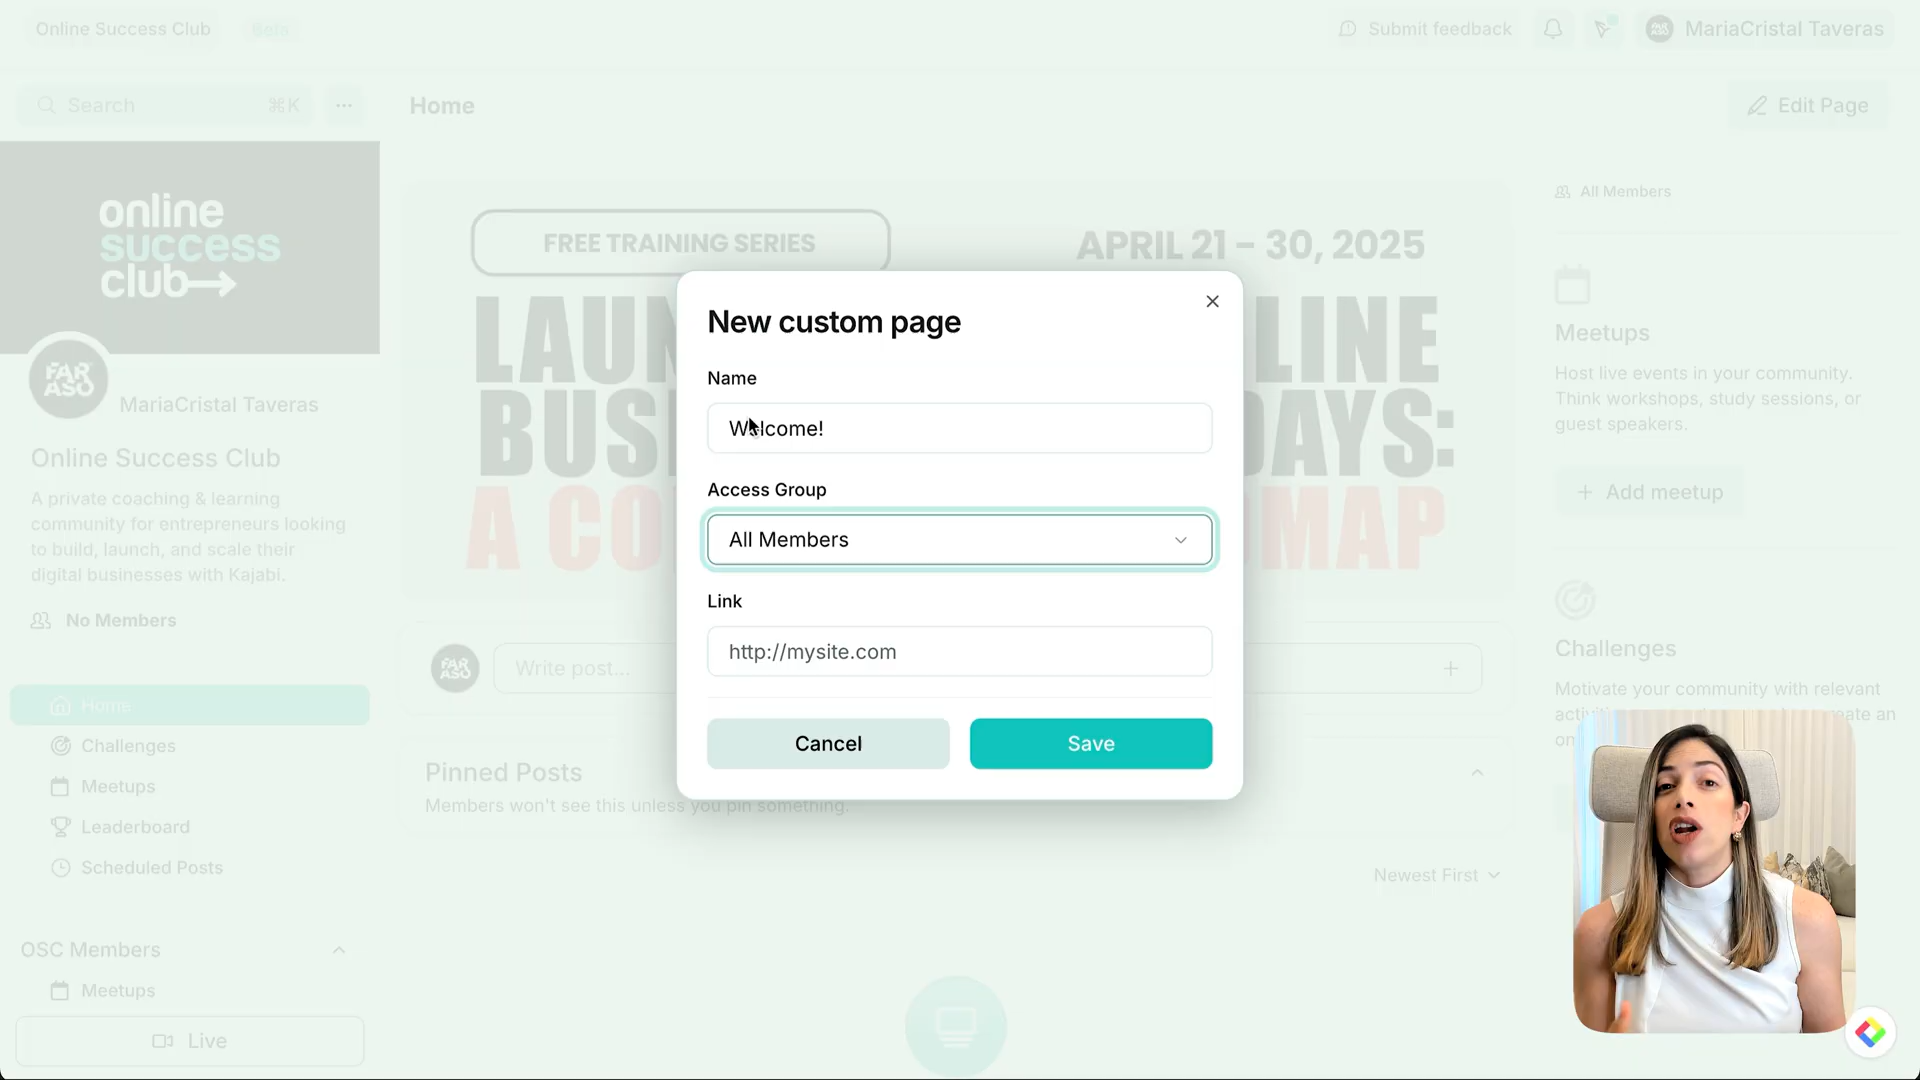 Online Success Club
Beta
Submit feedback
MariaCristal Taveras
Search
⌘K
Home
Edit Page
online
success
club
FAR
ASO
MariaCristal Taveras
Online Success Club
A private coaching & learning
community for entrepreneurs looking
to build, launch, and scale their
digital businesses with Kajabi.
No Members
Home
Challenges
Meetups
Leaderboard
Scheduled Posts
OSC Members
Meetups
Live
FREE TRAINING SERIES
APRIL 21 – 30, 2025
DAYS:
MAP
New custom page
Name
Welcome!
Access Group
All Members
Link
http://mysite.com
Cancel
Save
FAR
ASO
Write post...
Pinned Posts
Members won't see this unless you pin something.
Newest First
All Members
Meetups
Host live events in your community.
Think workshops, study sessions, or
guest speakers.
Add meetup
Challenges
Motivate your community with relevant